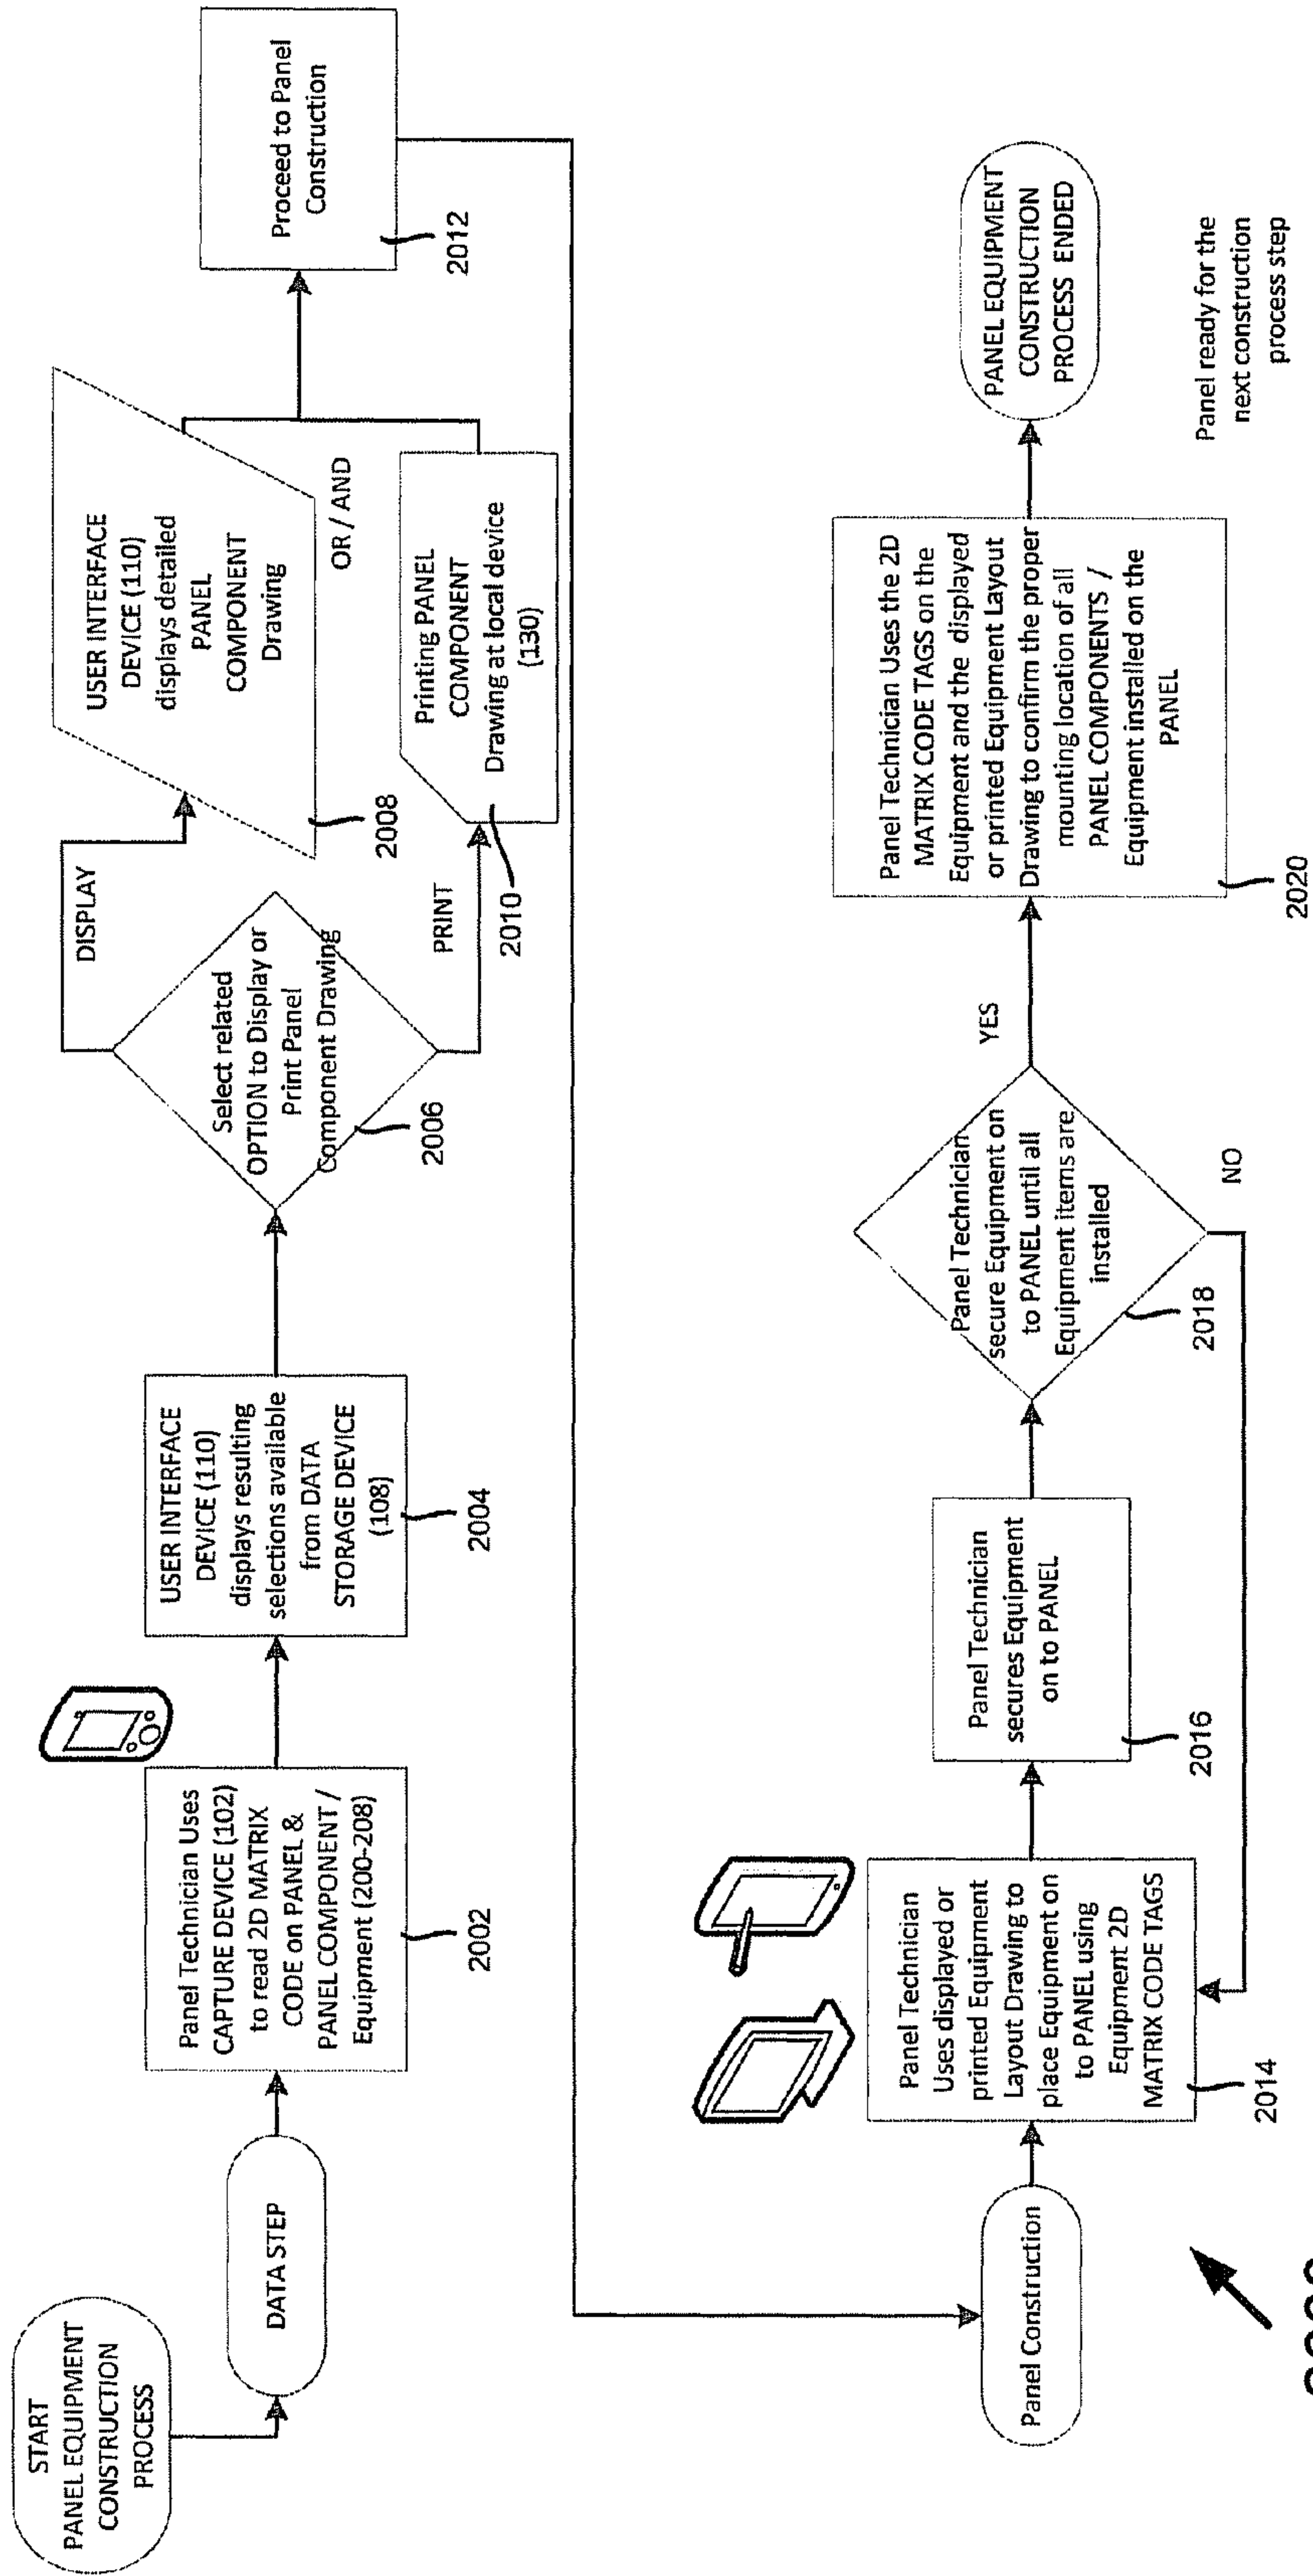 START
PANEL EQUIPMENT
CONSTRUCTION
PROCESS
DATA STEP
Panel Technician Uses
CAPTURE DEVICE (102)
to read 2D MATRIX
CODE on PANEL &
PANEL COMPONENT /
Equipment (200-208)
2002
USER INTERFACE
DEVICE (110)
displays resulting
selections available
from DATA
STORAGE DEVICE
(108)
2004
Select related
OPTION to Display or
Print Panel
Component Drawing
2006
DISPLAY
PRINT
USER INTERFACE
DEVICE (110)
displays detailed
PANEL
COMPONENT
Drawing
2008
OR / AND
Printing PANEL
COMPONENT
Drawing at local device
(130)
2010
Proceed to Panel
Construction
2012
Panel Construction
Panel Technician
Uses displayed or
printed Equipment
Layout Drawing to
place Equipment on
to PANEL using
Equipment 2D
MATRIX CODE TAGS
2014
Panel Technician
secures Equipment
on to PANEL
2016
Panel Technician
secure Equipment on
to PANEL until all
Equipment items are
installed
2018
YES
NO
Panel Technician Uses the 2D
MATRIX CODE TAGS on the
Equipment and the displayed
or printed Equipment Layout
Drawing to confirm the proper
mounting location of all
PANEL COMPONENTS /
Equipment installed on the
PANEL
2020
PANEL EQUIPMENT
CONSTRUCTION
PROCESS ENDED
Panel ready for the
next construction
process step